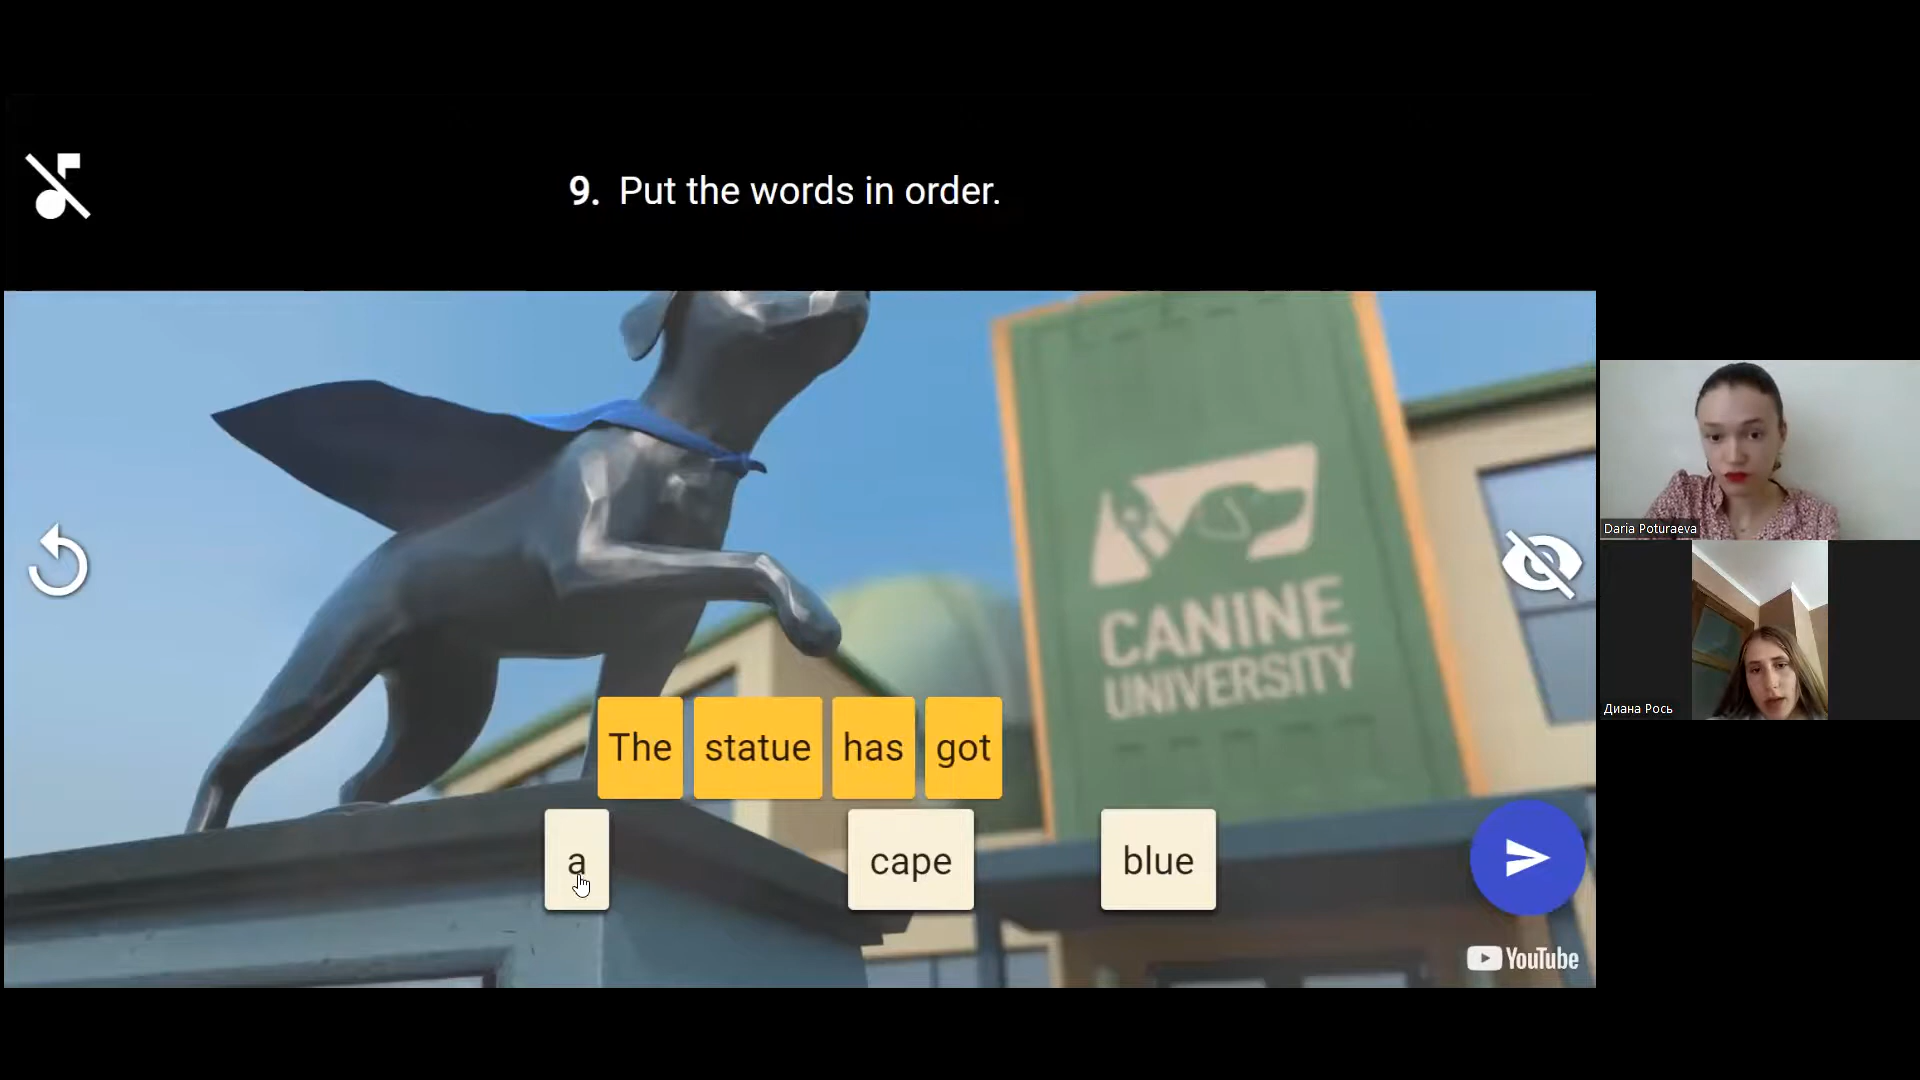 9. Put the words in order.
CANINE
UNIVERSITY
The statue has got
a cape blue
YouTube
Daria Poturaeva
Диана Рось